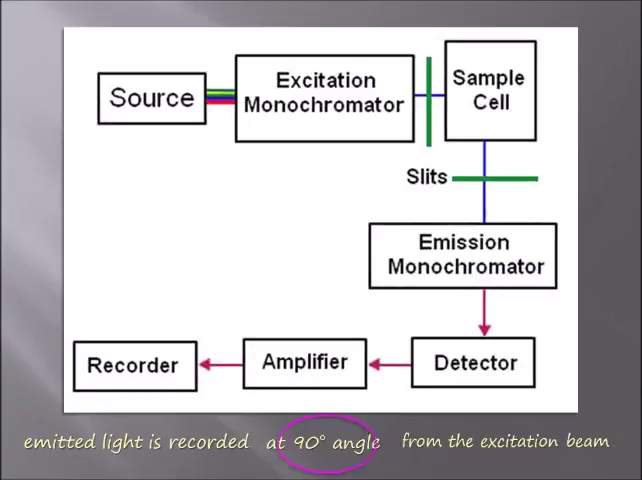 Source
Excitation
Monochromator
Sample
Cell
Slits
Emission
Monochromator
Recorder
Amplifier
Detector
emitted light is recorded at 90° angle from the excitation beam